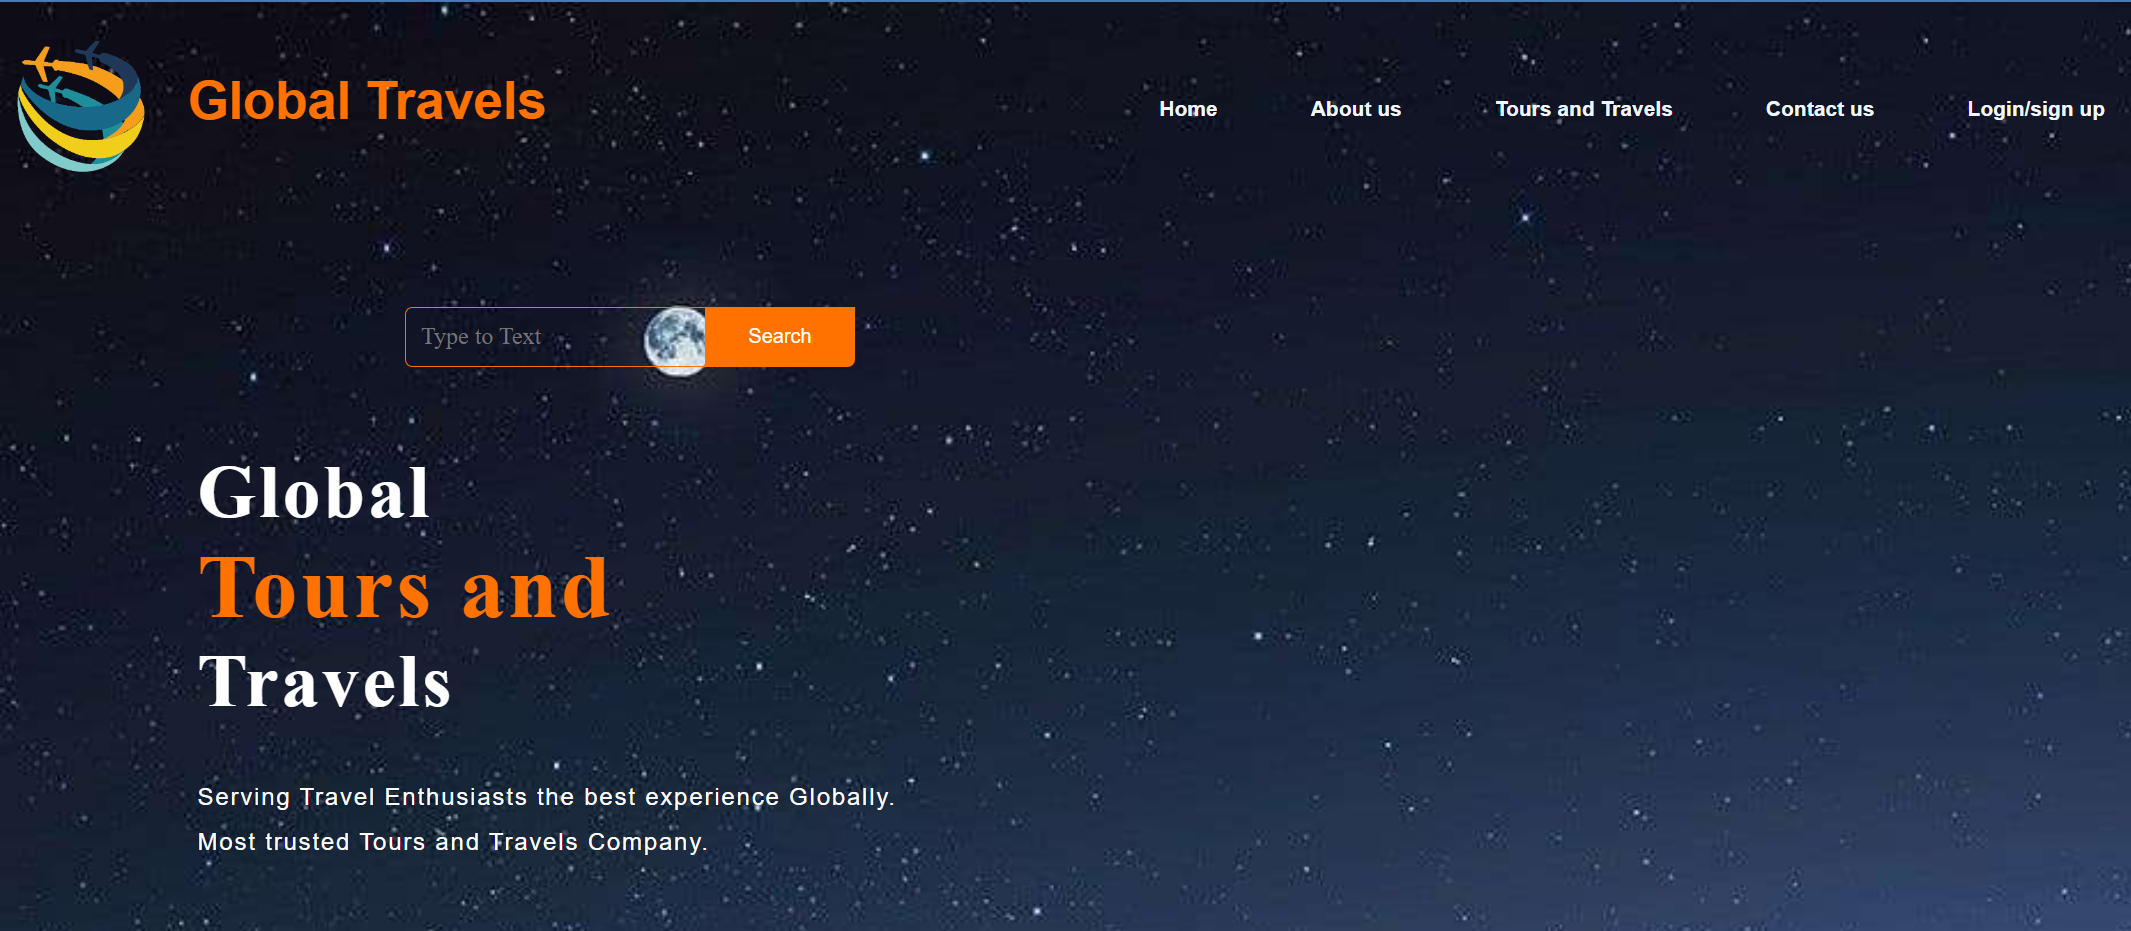 Global Travels
Home About us Tours and Travels Contact us Login/sign up
Type to Text Search
Global
Tours and
Travels
Serving Travel Enthusiasts the best experience Globally.
Most trusted Tours and Travels Company.